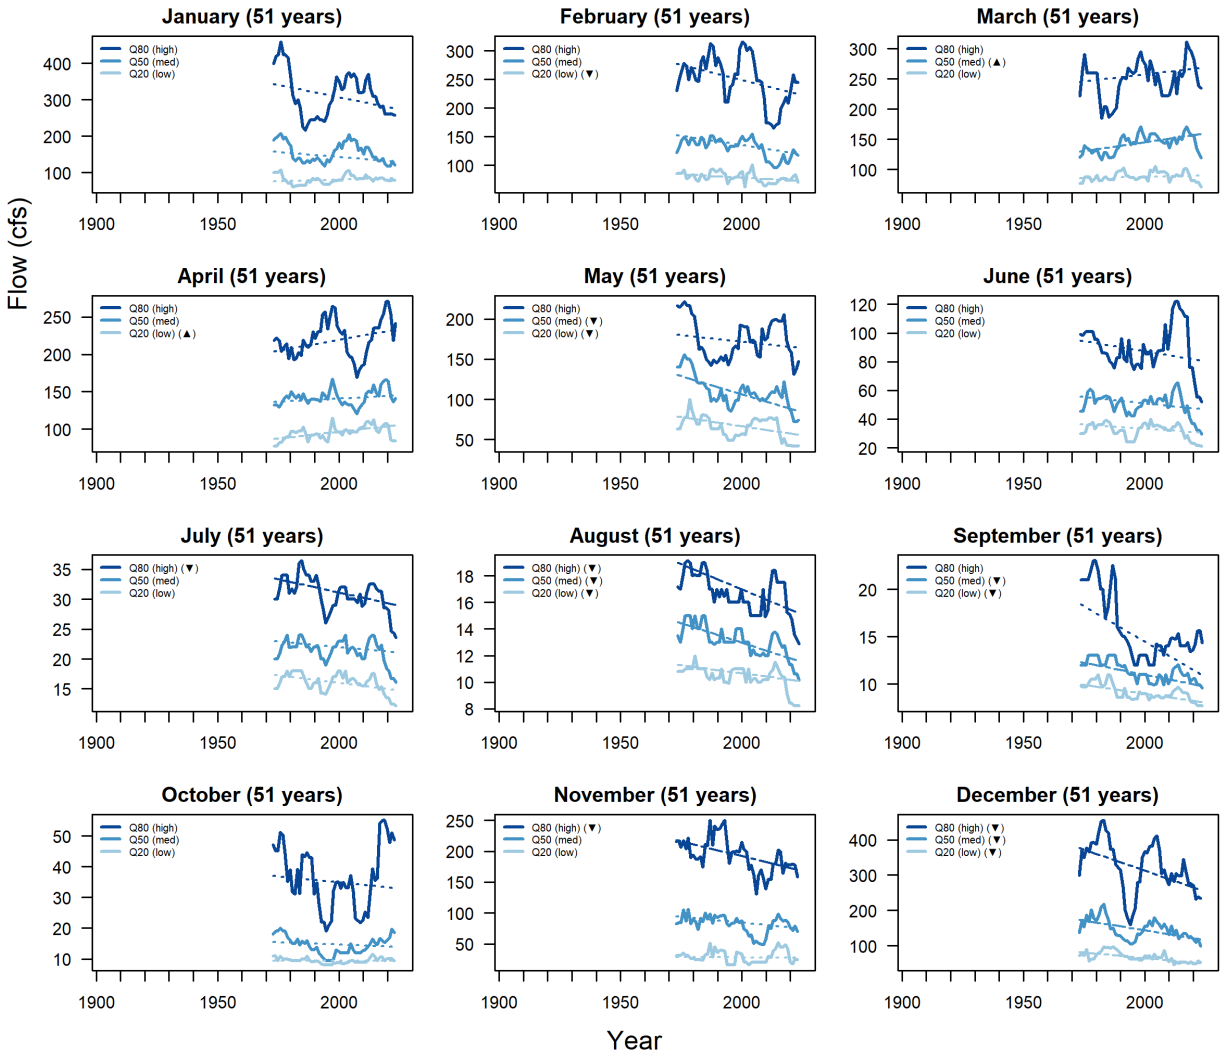 January (51 years)
Q80 (high)
Q50 (med)
Q20 (low)
400
300
200
100
1900
1950
2000
February (51 years)
Q80 (high)
Q50 (med)
Q20 (low) (▼)
300
250
200
150
100
1900
1950
2000
March (51 years)
Q80 (high)
Q50 (med) (▲)
Q20 (low)
300
250
200
150
100
1900
1950
2000
April (51 years)
Q80 (high)
Q50 (med)
Q20 (low) (▲)
250
200
150
100
1900
1950
2000
May (51 years)
Q80 (high)
Q50 (med) (▼)
Q20 (low) (▼)
200
150
100
50
1900
1950
2000
June (51 years)
Q80 (high)
Q50 (med)
Q20 (low)
120
100
80
60
40
20
1900
1950
2000
July (51 years)
Q80 (high) (▼)
Q50 (med)
Q20 (low)
35
30
25
20
15
1900
1950
2000
August (51 years)
Q80 (high) (▼)
Q50 (med) (▼)
Q20 (low) (▼)
18
16
14
12
10
8
1900
1950
2000
September (51 years)
Q80 (high)
Q50 (med) (▼)
Q20 (low) (▼)
20
15
10
1900
1950
2000
October (51 years)
Q80 (high)
Q50 (med)
Q20 (low)
50
40
30
20
10
1900
1950
2000
November (51 years)
Q80 (high) (▼)
Q50 (med)
Q20 (low)
250
200
150
100
50
1900
1950
2000
December (51 years)
Q80 (high) (▼)
Q50 (med) (▼)
Q20 (low) (▼)
400
300
200
100
1900
1950
2000
Flow (cfs)
Year